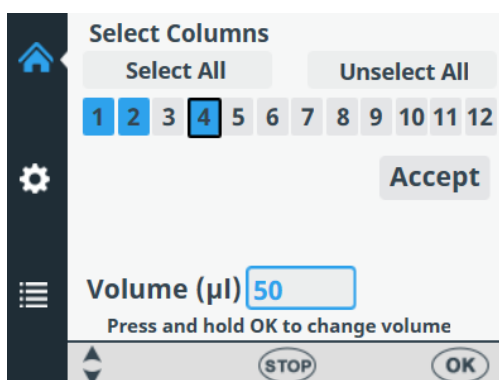 Select Columns
Select All Unselect All
1 2 3 4 5 6 7 8 9 10 11 12
Accept
Volume (µl) 50
Press and hold OK to change volume
STOP OK